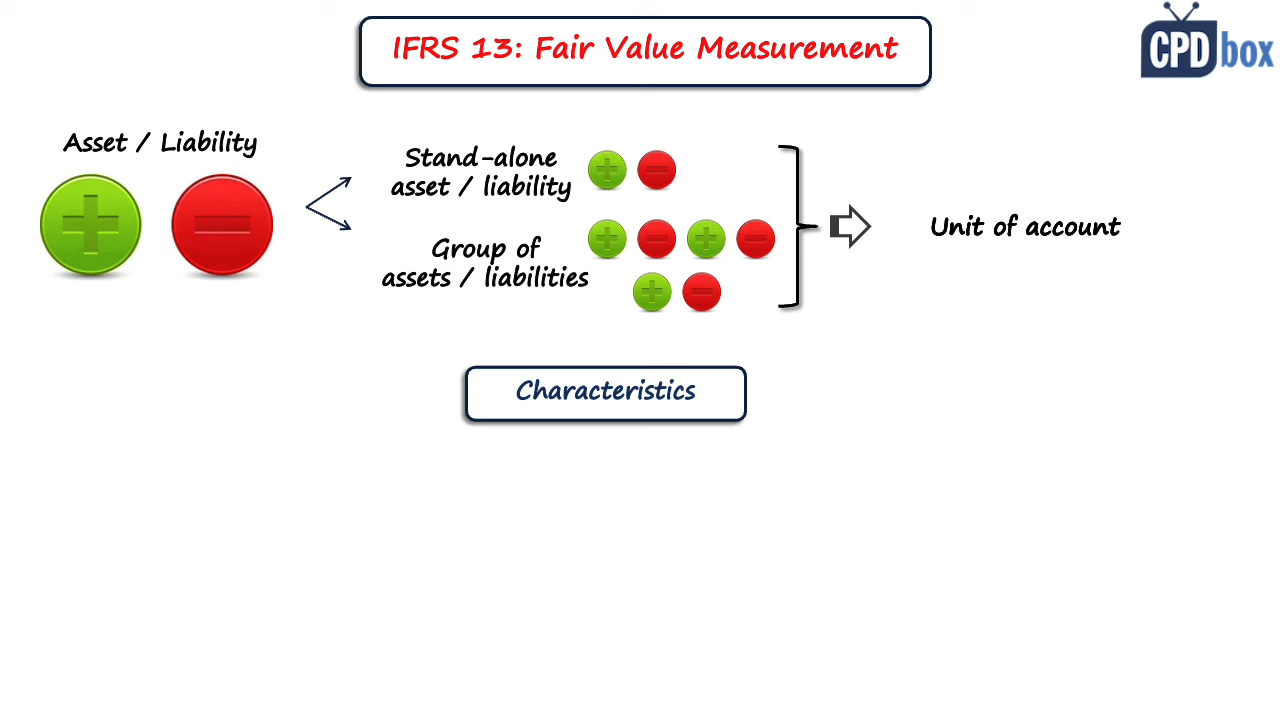 IFRS 13: Fair Value Measurement
CPD box
Asset / Liability
Stand-alone
asset / liability
Group of
assets / liabilities
Unit of account
Characteristics